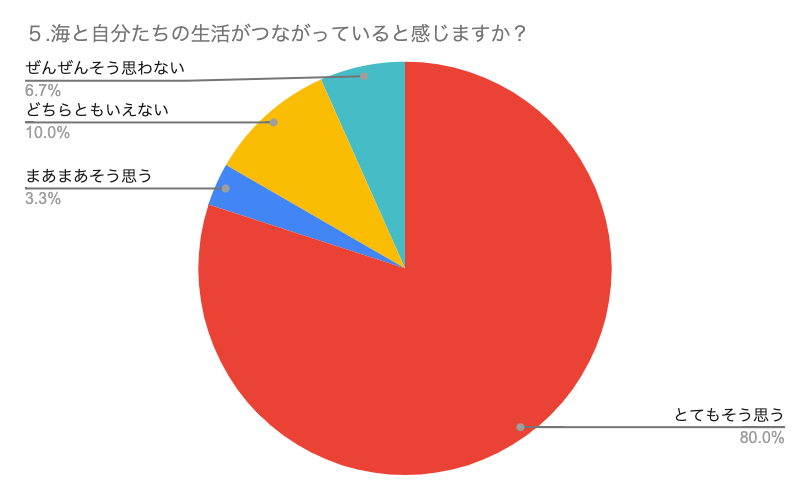 ５.海と自分たちの生活がつながっていると感じますか？
ぜんぜんそう思わない
6.7%
どちらともいえない
10.0%
まあまあそう思う
3.3%
とてもそう思う
80.0%